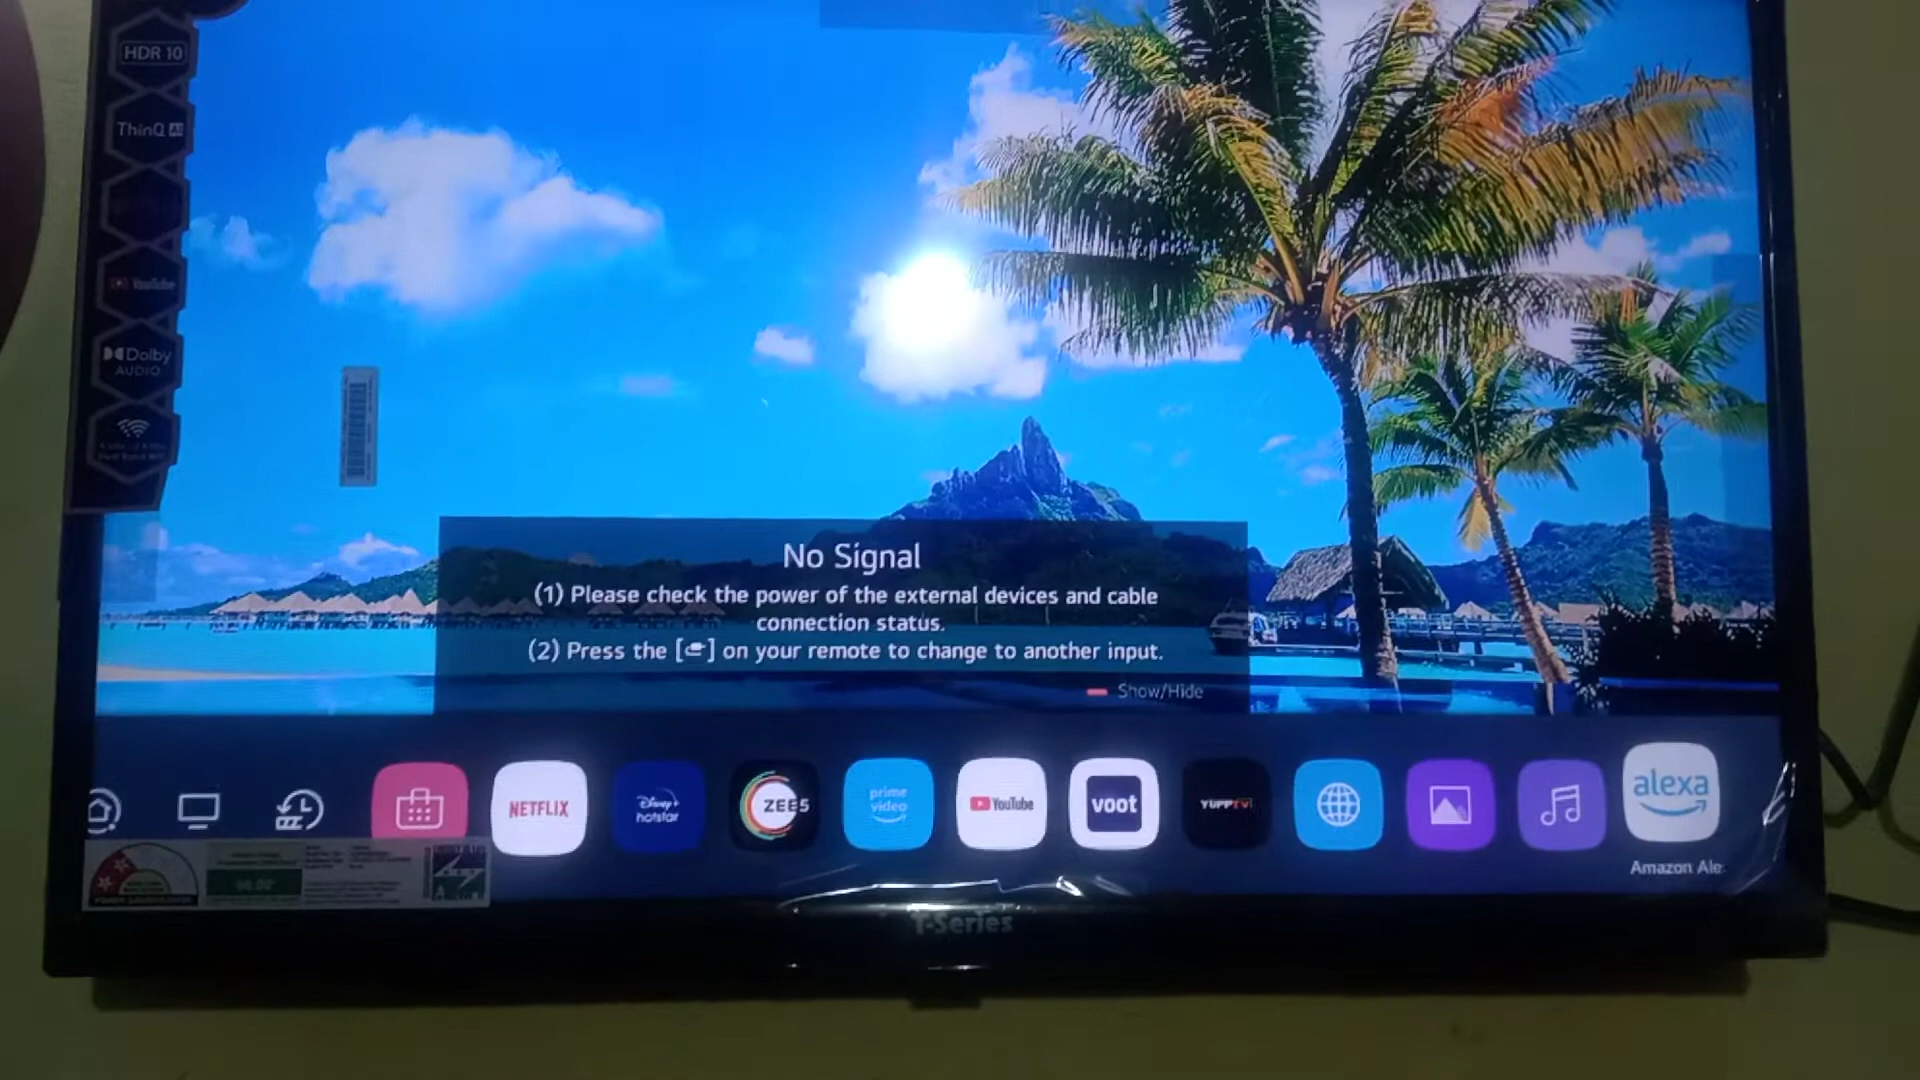 HDR 10
ThinQ AI
YouTube
Dolby
AUDIO
No Signal
(1) Please check the power of the external devices and cable
connection status.
(2) Press the [ ] on your remote to change to another input.
Show/Hide
NETFLIX
Disney+
hotstar
ZEE5
prime
video
YouTube
voot
YUPPTV
alexa
Amazon Ale
T-Series